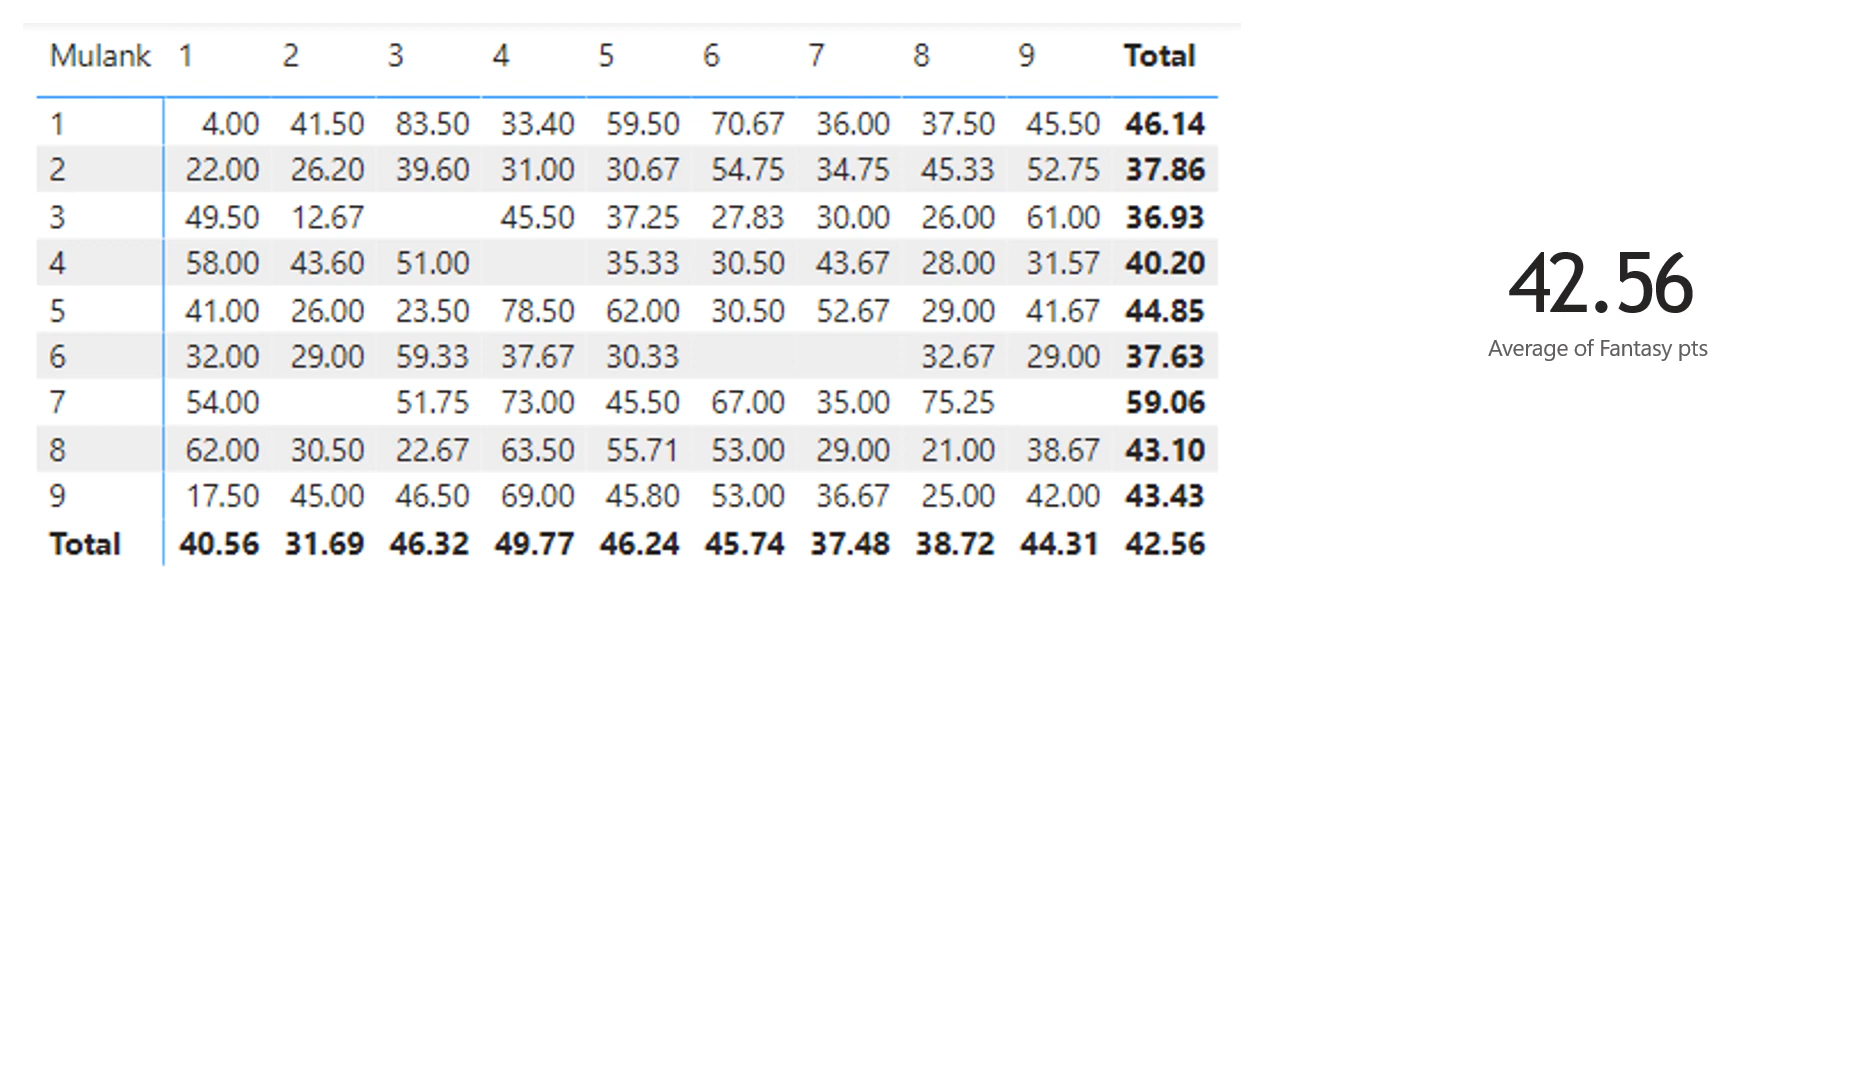 Mulank 1 2 3 4 5 6 7 8 9 Total
1 4.00 41.50 83.50 33.40 59.50 70.67 36.00 37.50 45.50 46.14
2 22.00 26.20 39.60 31.00 30.67 54.75 34.75 45.33 52.75 37.86
3 49.50 12.67 45.50 37.25 27.83 30.00 26.00 61.00 36.93
4 58.00 43.60 51.00 35.33 30.50 43.67 28.00 31.57 40.20
5 41.00 26.00 23.50 78.50 62.00 30.50 52.67 29.00 41.67 44.85
6 32.00 29.00 59.33 37.67 30.33 32.67 29.00 37.63
7 54.00 51.75 73.00 45.50 67.00 35.00 75.25 59.06
8 62.00 30.50 22.67 63.50 55.71 53.00 29.00 21.00 38.67 43.10
9 17.50 45.00 46.50 69.00 45.80 53.00 36.67 25.00 42.00 43.43
Total 40.56 31.69 46.32 49.77 46.24 45.74 37.48 38.72 44.31 42.56
42.56
Average of Fantasy pts